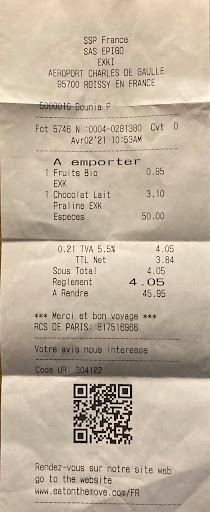 SSP France
SAS EPIGO
EXKI
AEROPORT CHARLES DE GAULLE
95700 ROISSY EN FRANCE
5000016 Dounia P
Fct 5746 N :0004-0281380 Cvt 0
Avr02'21 10:53AM
A emporter
1 Fruits Bio 0.95
EXK
1 Chocolat Lait 3.10
Praline EXK
Especes 50.00
0.21 TVA 5.5% 4.05
TTL Net 3.84
Sous Total 4.05
Reglement 4.05
A Rendre 45.95
*** Merci et bon voyage ***
RCS DE PARIS: 817516966
Votre avis nous interesse
Code UR: 304122
Rendez-vous sur notre site web
go to the website
www.eatonthemove.com/FR